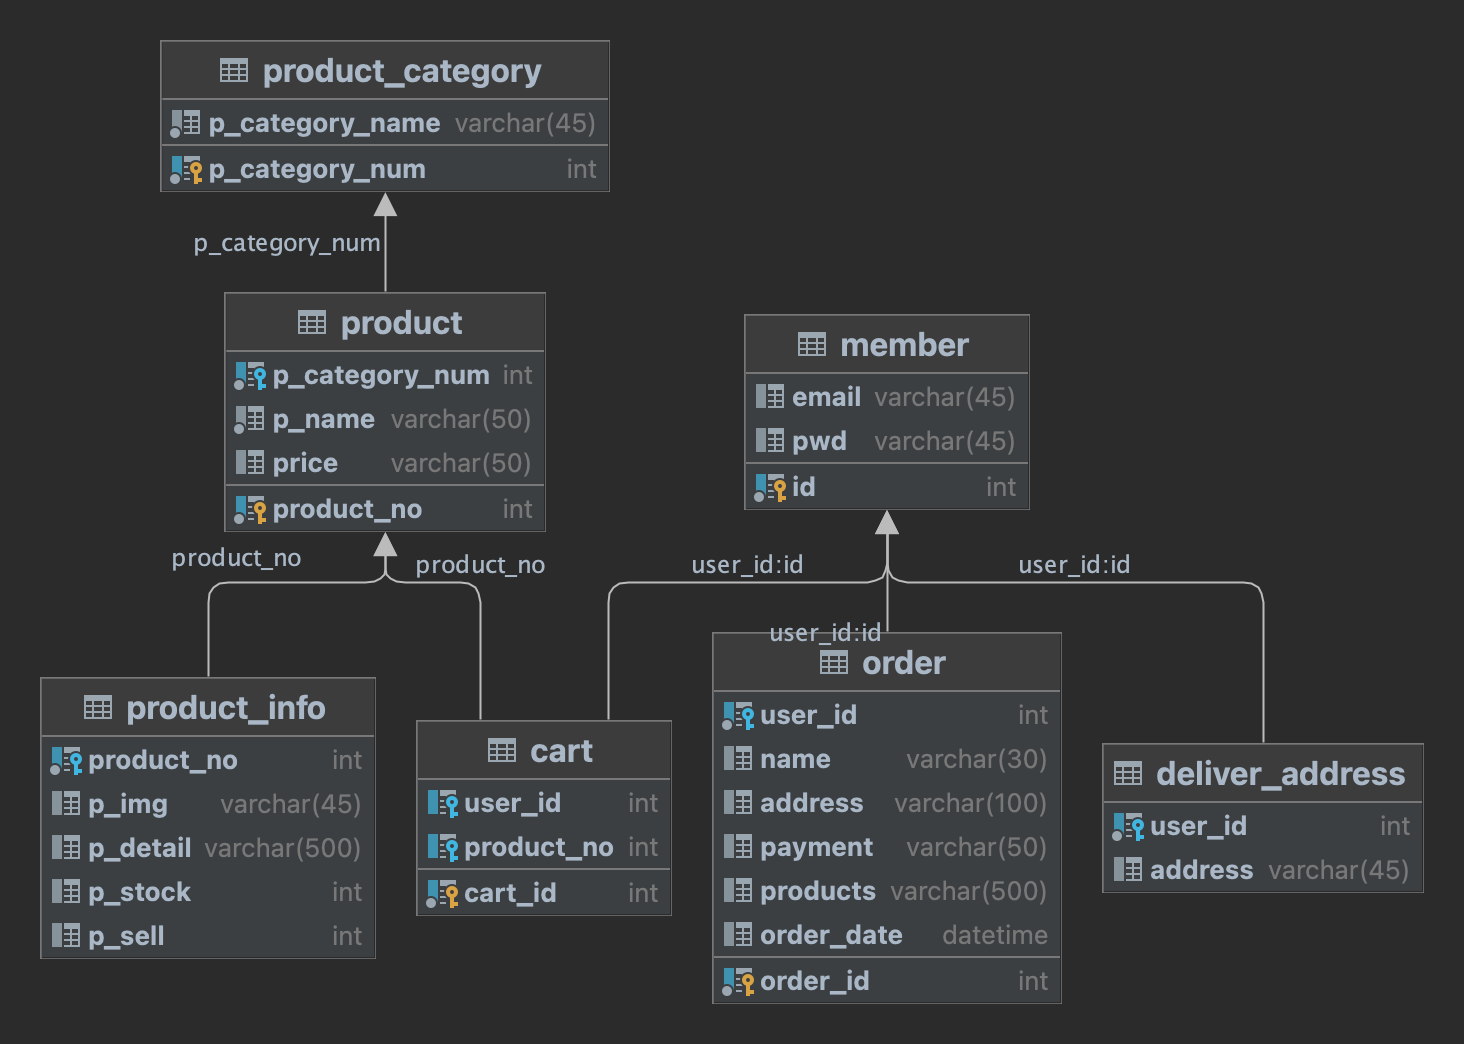 product_category
p_category_name varchar(45)
p_category_num int
p_category_num
product
p_category_num int
p_name varchar(50)
price varchar(50)
product_no int
member
email varchar(45)
pwd varchar(45)
id int
product_no
product_no
user_id:id
user_id:id
user_id:id
product_info
product_no int
p_img varchar(45)
p_detail varchar(500)
p_stock int
p_sell int
cart
user_id int
product_no int
cart_id int
order
user_id int
name varchar(30)
address varchar(100)
payment varchar(50)
products varchar(500)
order_date datetime
order_id int
deliver_address
user_id int
address varchar(45)